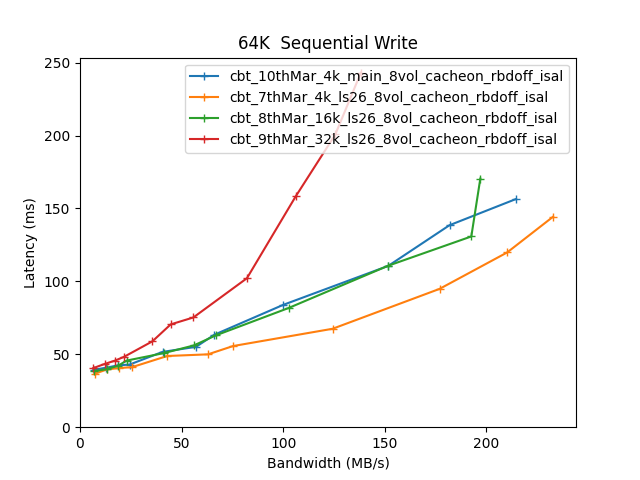 64K  Sequential Write
250
200
150
100
50
0
Latency (ms)
cbt_10thMar_4k_main_8vol_cacheon_rbdoff_isal
cbt_7thMar_4k_ls26_8vol_cacheon_rbdoff_isal
cbt_8thMar_16k_ls26_8vol_cacheon_rbdoff_isal
cbt_9thMar_32k_ls26_8vol_cacheon_rbdoff_isal
0 50 100 150 200
Bandwidth (MB/s)